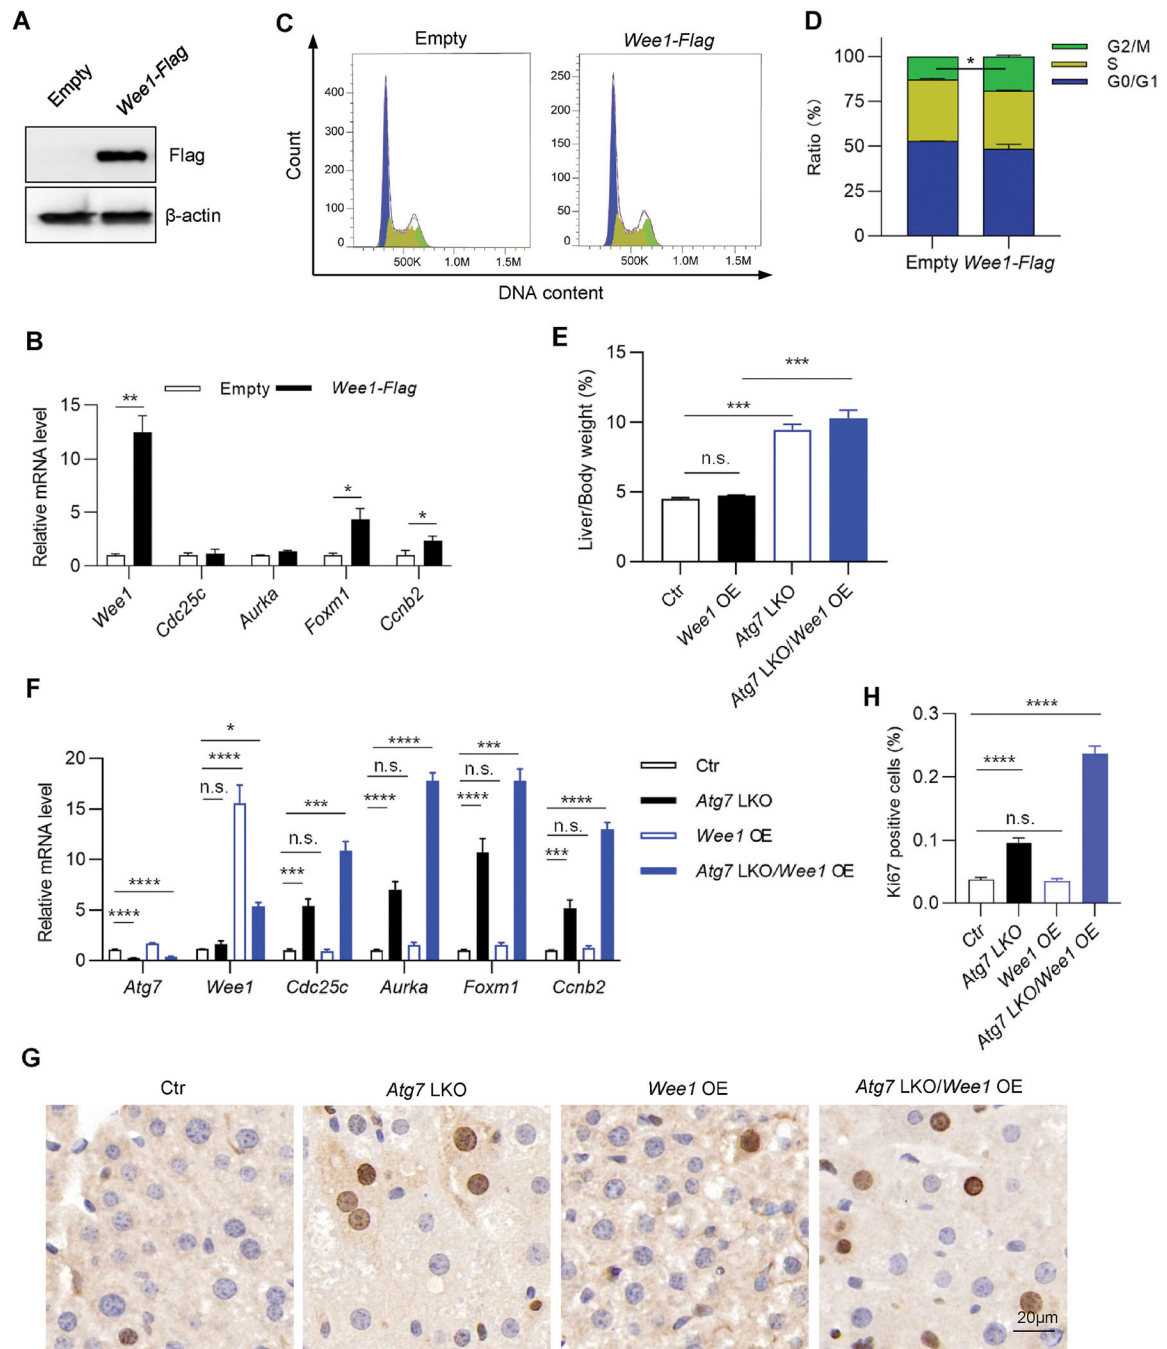 A
Empty
Wee1-Flag
Flag
β-actin
C
Empty
Wee1-Flag
Count
400
300
200
100
0
500K 1.0M 1.5M
250
200
150
100
50
0
500K 1.0M 1.5M
DNA content
D
Ratio (%)
100
75
50
25
0
*
Empty Wee1-Flag
G2/M
S
G0/G1
B
Empty Wee1-Flag
Relative mRNA level
15
10
5
0
**
*
*
Wee1
Cdc25c
Aurka
Foxm1
Ccnb2
E
Liver/Body weight (%)
15
10
5
0
***
***
n.s.
Ctr
Wee1 OE
Atg7 LKO
Atg7 LKO/Wee1 OE
F
Relative mRNA level
20
15
10
5
0
****
****
*
****
n.s.
***
n.s.
***
****
n.s.
****
***
n.s.
****
****
n.s.
***
Atg7 Wee1 Cdc25c Aurka Foxm1 Ccnb2
Ctr
Atg7 LKO
Wee1 OE
Atg7 LKO/Wee1 OE
H
Ki67 positive cells (%)
0.3
0.2
0.1
0.0
****
****
n.s.
Ctr
Atg7 LKO
Wee1 OE
Atg7 LKO/Wee1 OE
G
Ctr
Atg7 LKO
Wee1 OE
Atg7 LKO/Wee1 OE
20μm